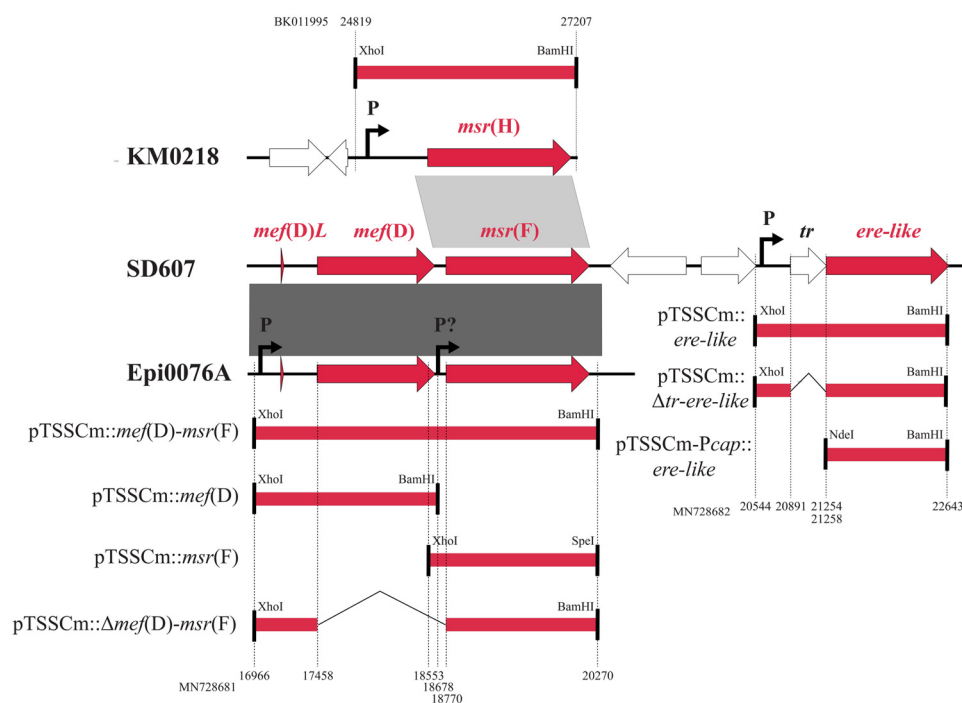 BK011995 24819 27207
XhoI BamHI
P
msr(H)
KM0218
mef(D)L mef(D) msr(F) P tr ere-like
SD607
P P?
Epi0076A
XhoI BamHI
pTSSCm::mef(D)-msr(F)
XhoI BamHI
pTSSCm::mef(D)
XhoI SpeI
pTSSCm::msr(F)
XhoI BamHI
pTSSCm::Δmef(D)-msr(F)
16966 17458 18553 20270
MN728681 18678
18770
pTSSCm:: XhoI BamHI
ere-like
pTSSCm:: XhoI BamHI
Δtr-ere-like
pTSSCm-Pcap:: NdeI BamHI
ere-like
MN728682 20544 20891 21254 22643
21258